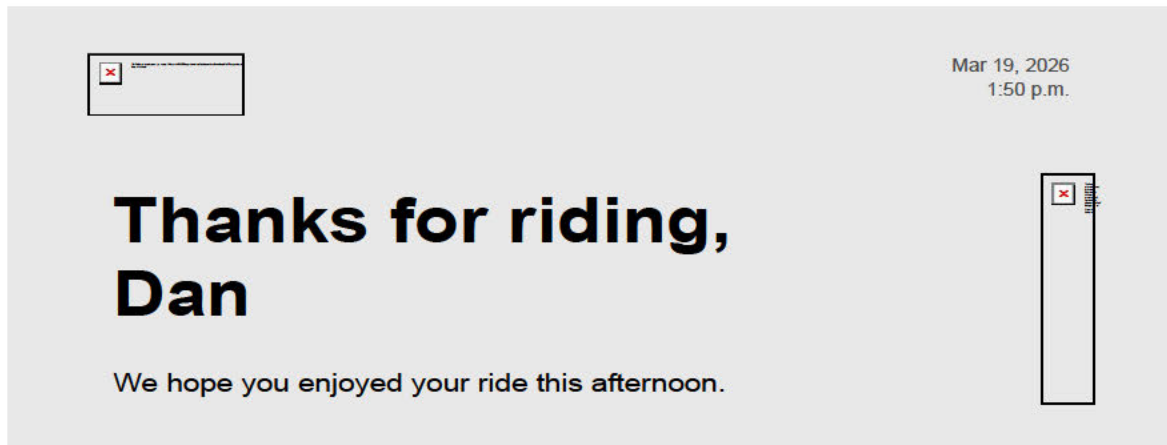 Mar 19, 2026
1:50 p.m.
Thanks for riding,
Dan
We hope you enjoyed your ride this afternoon.